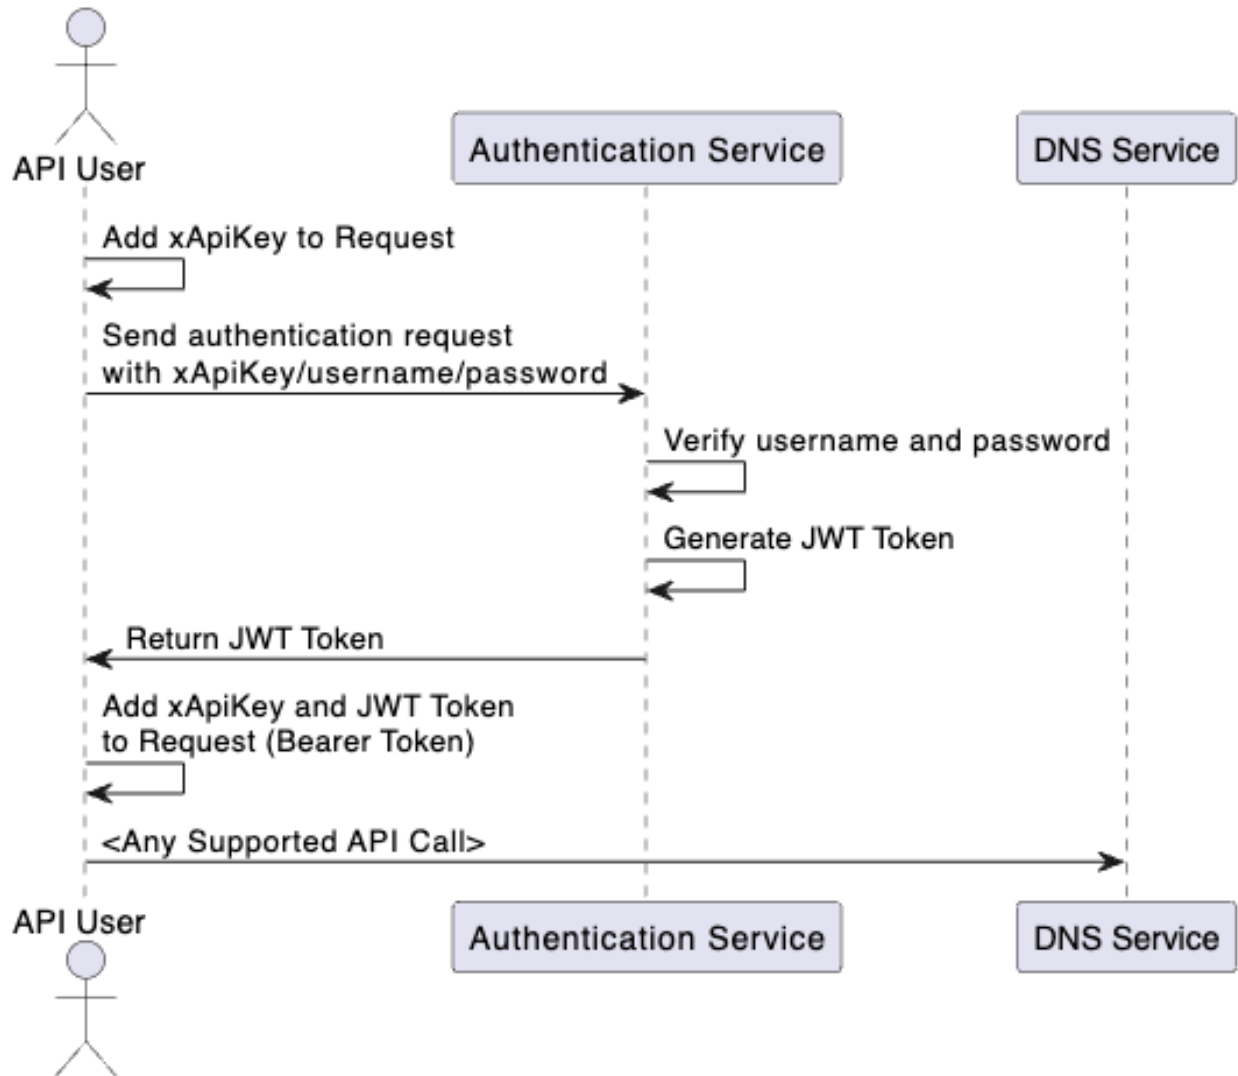 API User
Authentication Service
DNS Service
Add xApiKey to Request
Send authentication request
with xApiKey/username/password
Verify username and password
Generate JWT Token
Return JWT Token
Add xApiKey and JWT Token
to Request (Bearer Token)
<Any Supported API Call>
API User
Authentication Service
DNS Service